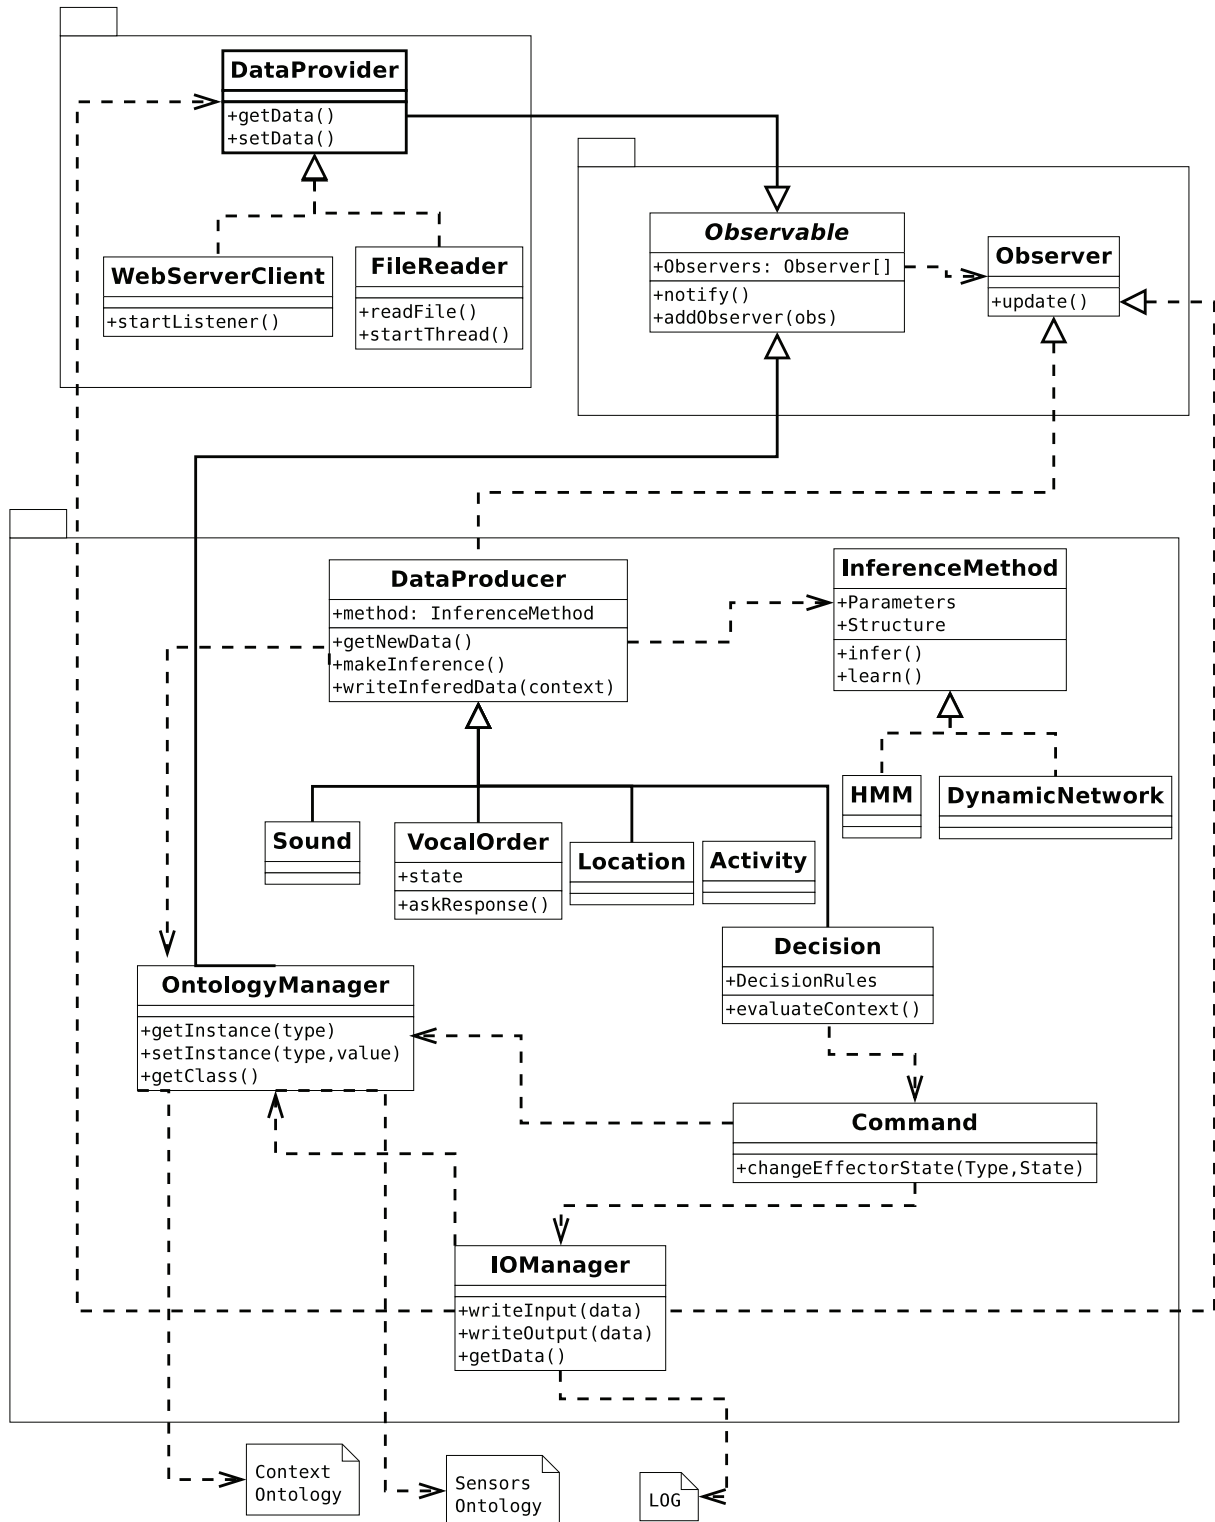 DataProvider
+getData()
+setData()
WebServerClient
+startListener()
FileReader
+readFile()
+startThread()
Observable
+Observers: Observer[]
+notify()
+addObserver(obs)
Observer
+update()
DataProducer
+method: InferenceMethod
+getNewData()
+makeInference()
+writeInferedData(context)
InferenceMethod
+Parameters
+Structure
+infer()
+learn()
HMM
DynamicNetwork
Sound
VocalOrder
+state
+askResponse()
Location
Activity
Decision
+DecisionRules
+evaluateContext()
OntologyManager
+getInstance(type)
+setInstance(type,value)
+getClass()
Command
+changeEffectorState(Type,State)
IOManager
+writeInput(data)
+writeOutput(data)
+getData()
Context
Ontology
Sensors
Ontology
LOG